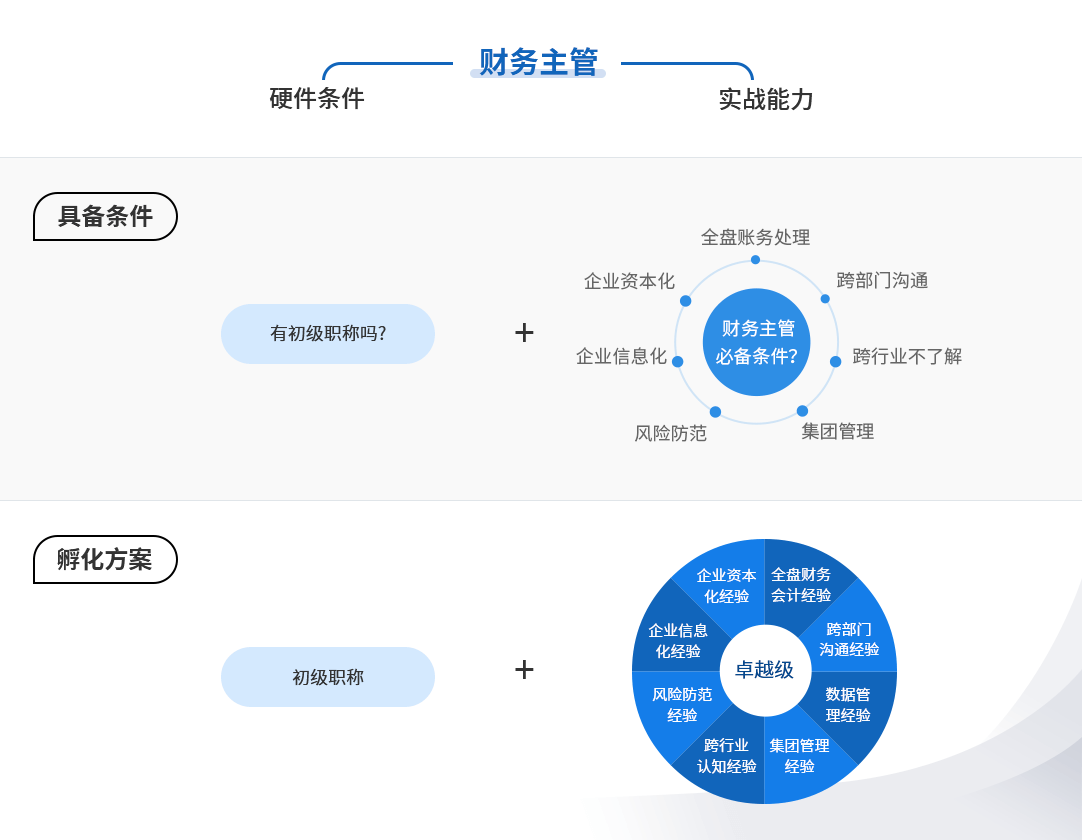 财务主管
硬件条件
实战能力
具备条件
有初级职称吗?
+
全盘账务处理
企业资本化
跨部门沟通
财务主管
必备条件?
企业信息化
跨行业不了解
风险防范
集团管理
孵化方案
初级职称
+
企业资本
化经验
全盘财务
会计经验
企业信息
化经验
跨部门
沟通经验
卓越级
风险防范
经验
数据管
理经验
跨行业
认知经验
集团管理
经验